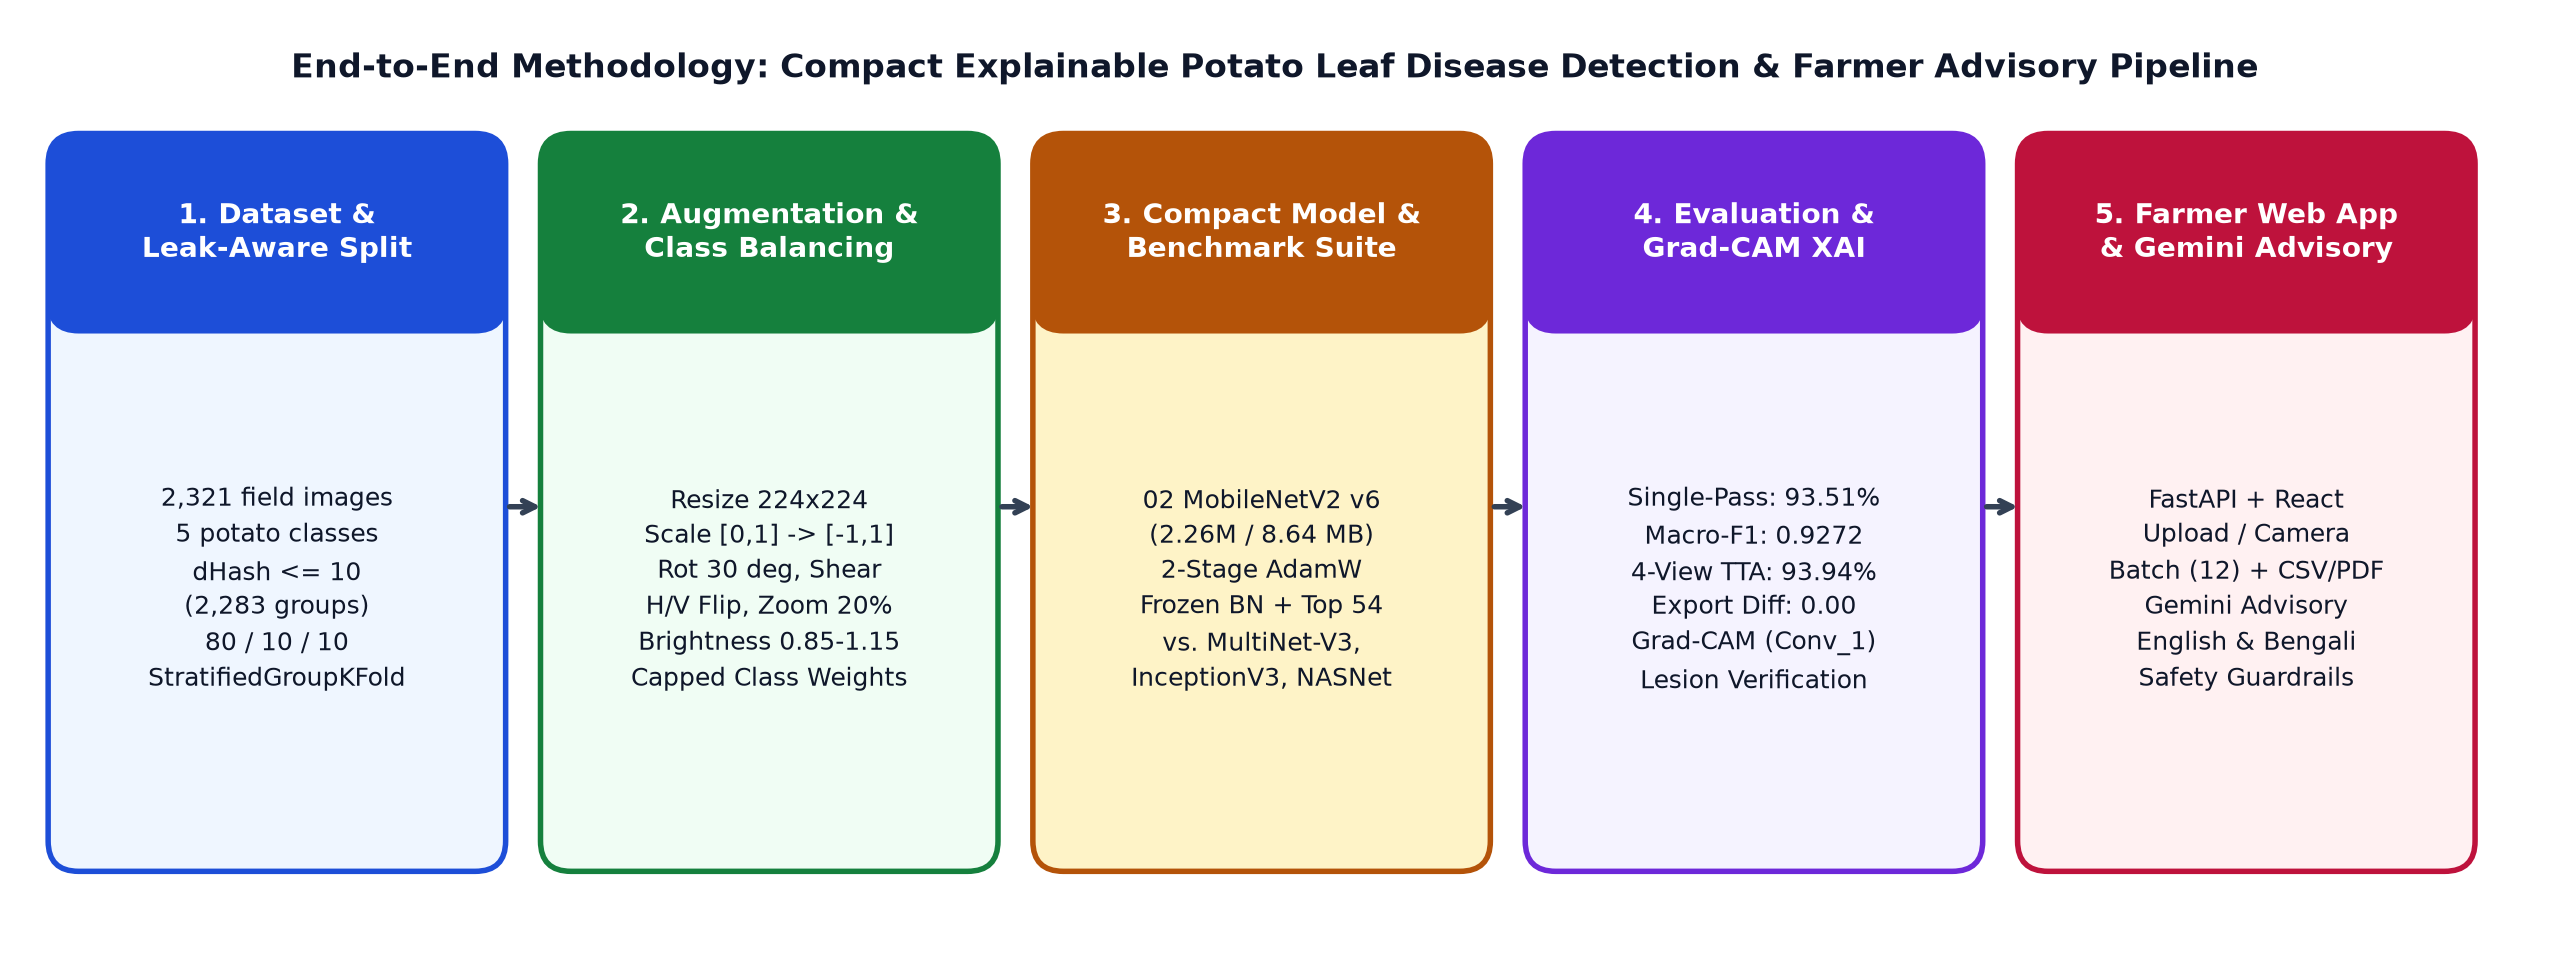 End-to-End Methodology: Compact Explainable Potato Leaf Disease Detection & Farmer Advisory Pipeline
1. Dataset &
Leak-Aware Split
2,321 field images
5 potato classes
dHash <= 10
(2,283 groups)
80 / 10 / 10
StratifiedGroupKFold
2. Augmentation &
Class Balancing
Resize 224x224
Scale [0,1] -> [-1,1]
Rot 30 deg, Shear
H/V Flip, Zoom 20%
Brightness 0.85-1.15
Capped Class Weights
3. Compact Model &
Benchmark Suite
02 MobileNetV2 v6
(2.26M / 8.64 MB)
2-Stage AdamW
Frozen BN + Top 54
vs. MultiNet-V3,
InceptionV3, NASNet
4. Evaluation &
Grad-CAM XAI
Single-Pass: 93.51%
Macro-F1: 0.9272
4-View TTA: 93.94%
Export Diff: 0.00
Grad-CAM (Conv_1)
Lesion Verification
5. Farmer Web App
& Gemini Advisory
FastAPI + React
Upload / Camera
Batch (12) + CSV/PDF
Gemini Advisory
English & Bengali
Safety Guardrails